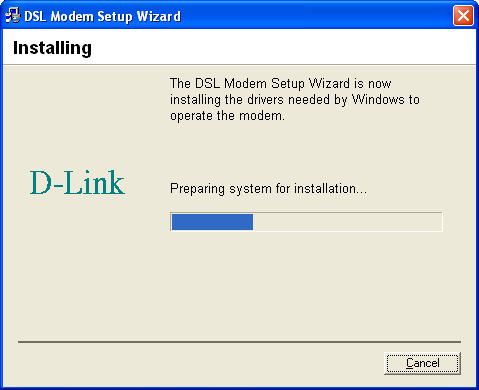 DSL Modem Setup Wizard
Installing
The DSL Modem Setup Wizard is now
installing the drivers needed by Windows to
operate the modem.
D-Link
Preparing system for installation...
Cancel